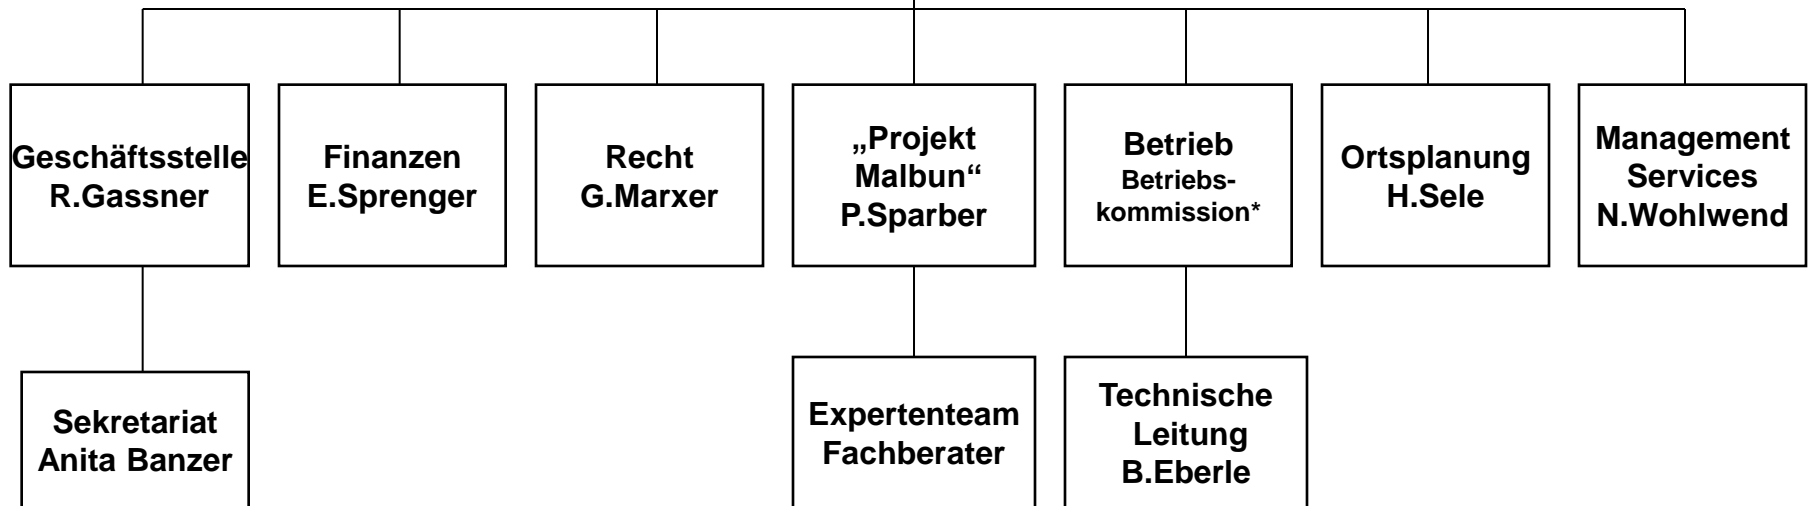 Geschäftsstelle
R.Gassner
Finanzen
E.Sprenger
Recht
G.Marxer
„Projekt
Malbun“
P.Sparber
Betrieb
Betriebs-
kommission*
Ortsplanung
H.Sele
Management
Services
N.Wohlwend
Sekretariat
Anita Banzer
Expertenteam
Fachberater
Technische
Leitung
B.Eberle